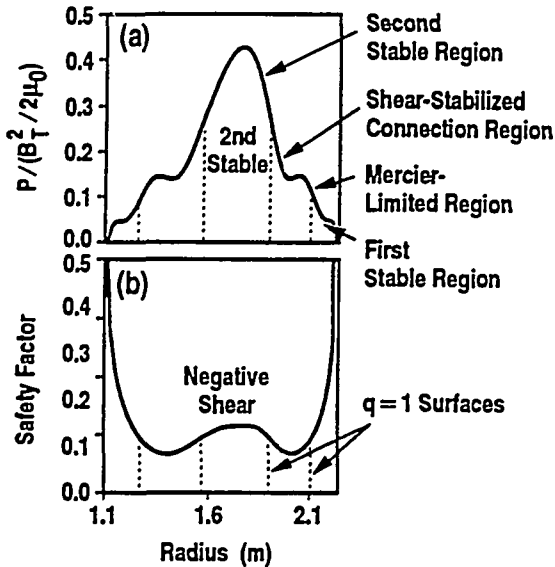 (a)
P/(B_T^2/2μ0)
0.5
0.4
0.3
0.2
0.1
0.0
2nd
Stable
Second
Stable Region
Shear-Stabilized
Connection Region
Mercier-
Limited Region
First
Stable Region
(b)
Safety Factor
0.5
0.4
0.3
0.2
0.1
0.0
Negative
Shear
q=1 Surfaces
1.1
1.6
2.1
Radius (m)